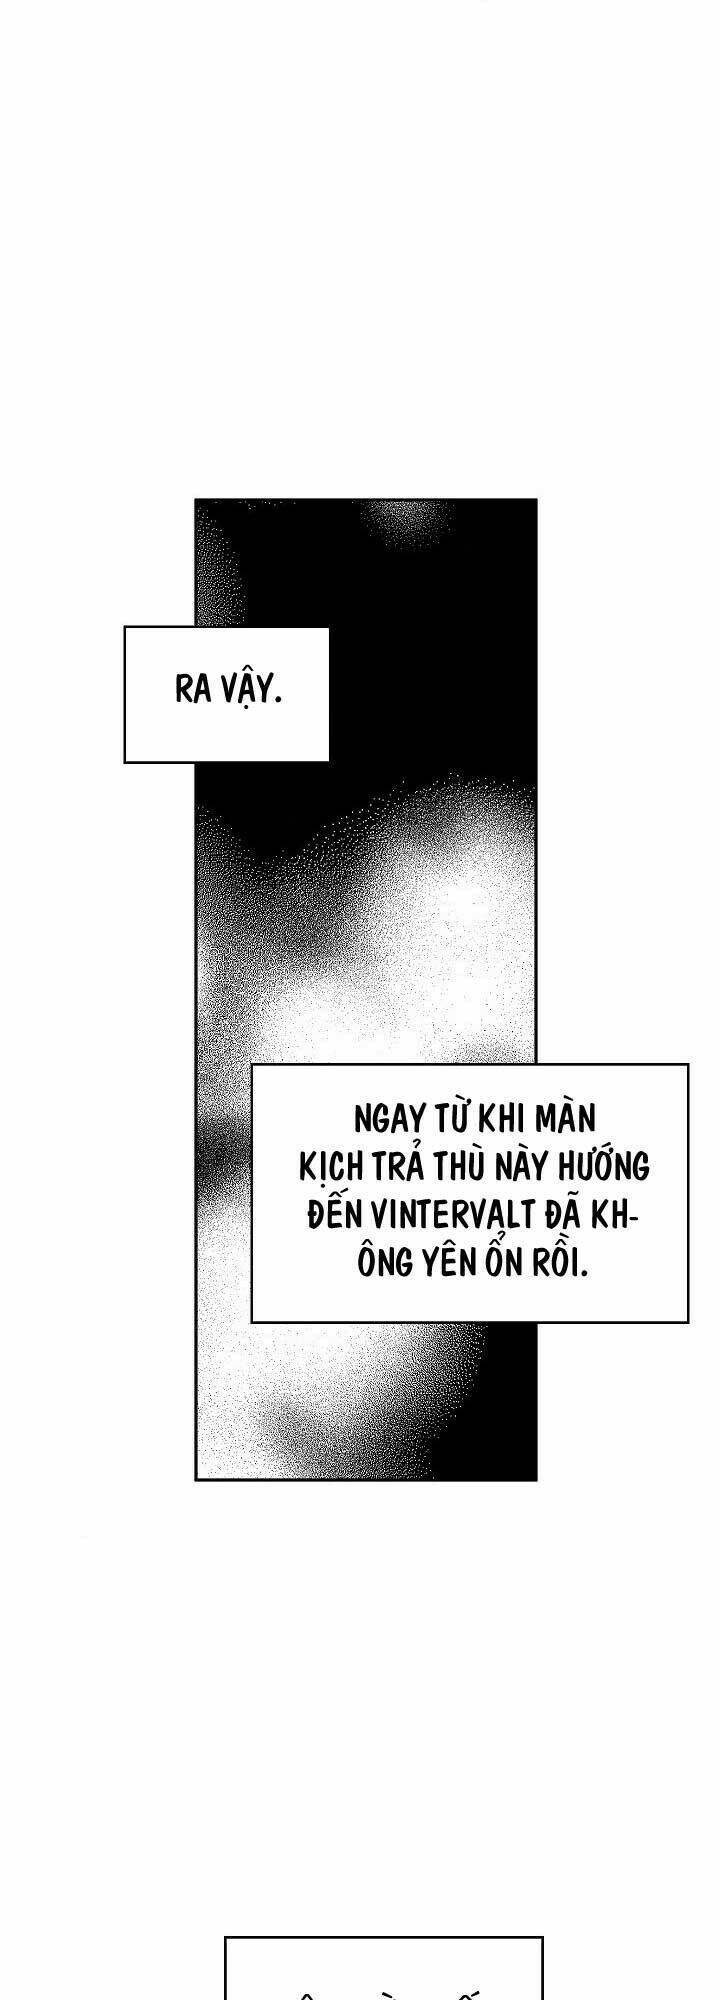 RA VẬY.
NGAY TỪ KHI MÀN
KỊCH TRẢ THÙ NÀY HƯỚNG
ĐẾN VINTERVALT ĐÃ KH-
ÔNG YÊN ỔN RỒI.